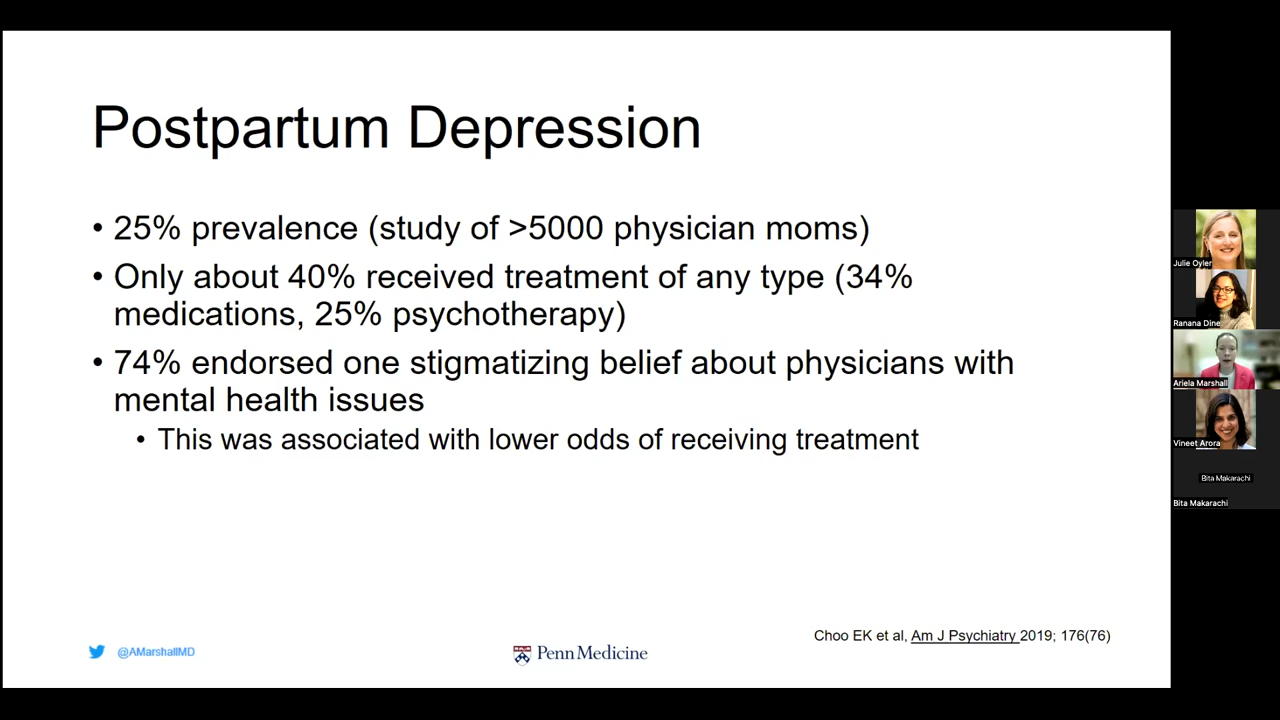 Postpartum Depression
• 25% prevalence (study of >5000 physician moms)
• Only about 40% received treatment of any type (34%
medications, 25% psychotherapy)
• 74% endorsed one stigmatizing belief about physicians with
mental health issues
• This was associated with lower odds of receiving treatment
Choo EK et al, Am J Psychiatry 2019; 176(76)
@AMarshallMD
Penn Medicine
Julie Oyler
Ranana Dine
Ariela Marshall
Vineet Arora
Bita Makarachi
Bita Makarachi